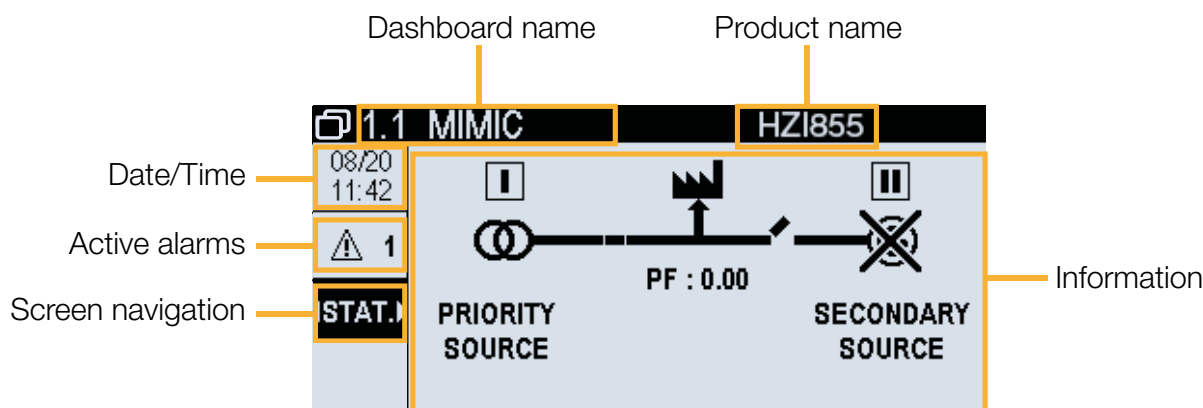 Dashboard name
Product name
1.1 MIMIC
HZI855
Date/Time
08/20
11:42
I
II
Active alarms
1
PF : 0.00
Information
Screen navigation
STAT.
PRIORITY
SOURCE
SECONDARY
SOURCE